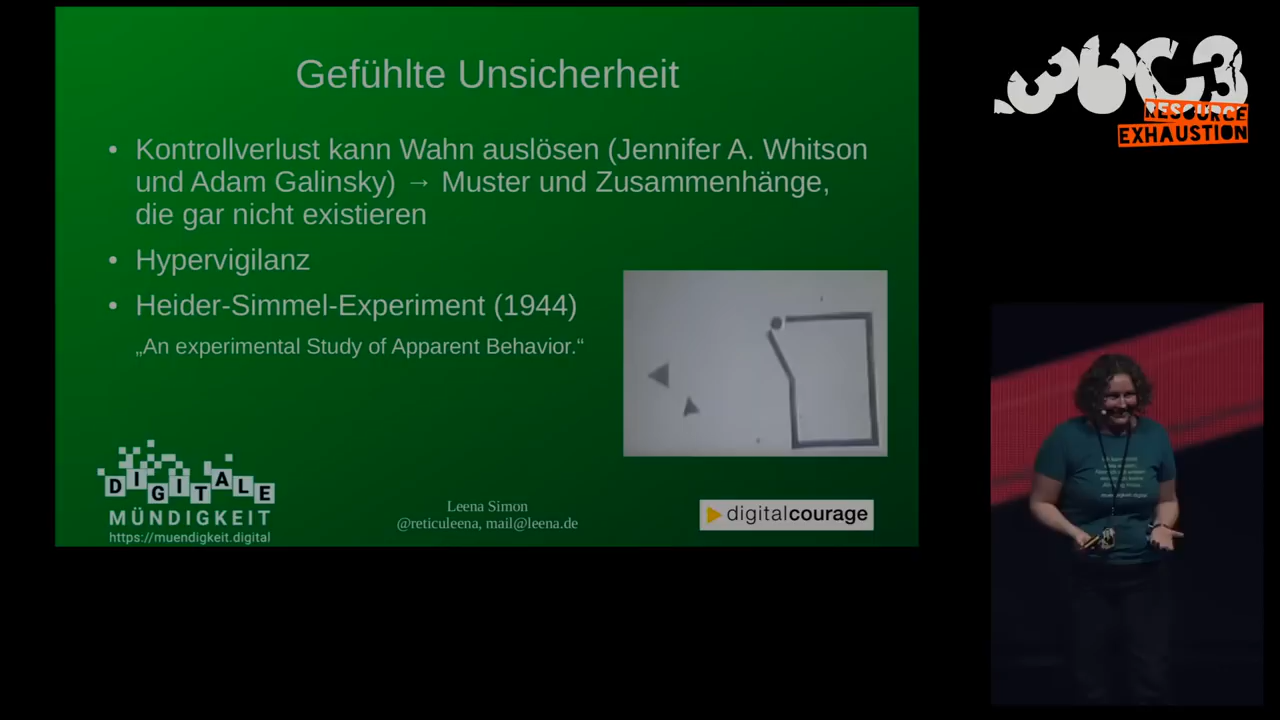 Gefühlte Unsicherheit
• Kontrollverlust kann Wahn auslösen (Jennifer A. Whitson
und Adam Galinsky) → Muster und Zusammenhänge,
die gar nicht existieren
• Hypervigilanz
• Heider-Simmel-Experiment (1944)
„An experimental Study of Apparent Behavior.“
DIGITALE
MÜNDIGKEIT
https://muendigkeit.digital
Leena Simon
@reticuleena, mail@leena.de
digitalcourage
36C3
RESOURCE
EXHAUSTION